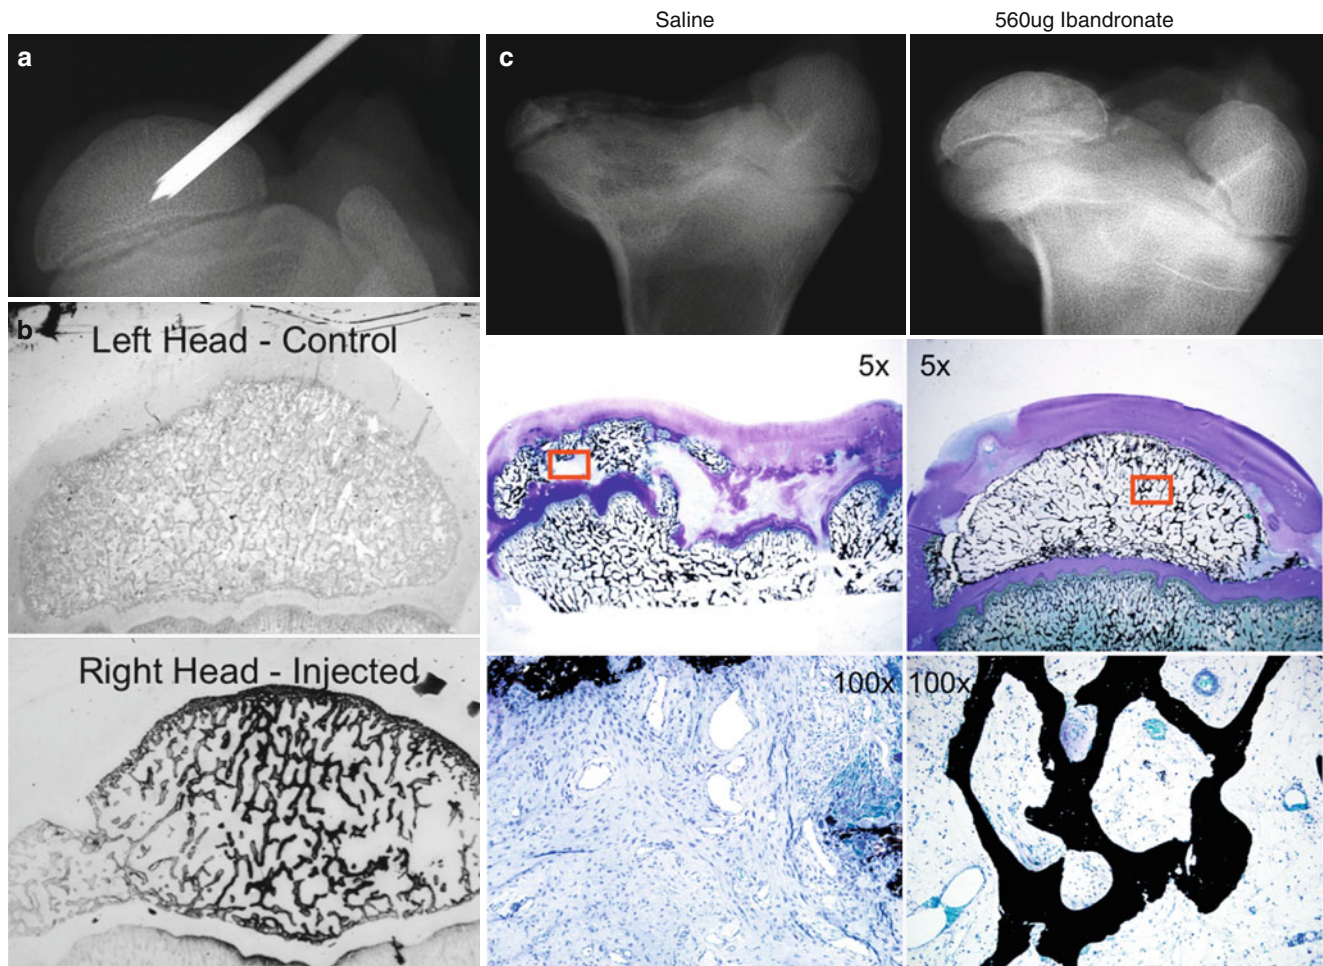 Saline
560ug Ibandronate
a
c
b
Left Head - Control
5x
5x
Right Head - Injected
100x
100x